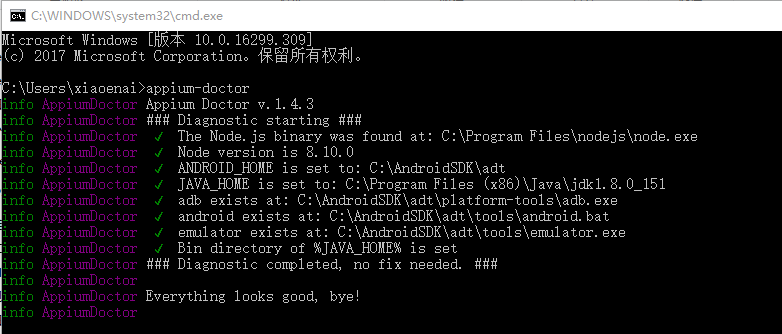 C:\WINDOWS\system32\cmd.exe
Microsoft Windows [版本 10.0.16299.309]
(c) 2017 Microsoft Corporation。保留所有权利。
C:\Users\xiaoenai>appium-doctor
info AppiumDoctor Appium Doctor v.1.4.3
info AppiumDoctor ### Diagnostic starting ###
info AppiumDoctor ✔ The Node.js binary was found at: C:\Program Files\nodejs\node.exe
info AppiumDoctor ✔ Node version is 8.10.0
info AppiumDoctor ✔ ANDROID_HOME is set to: C:\AndroidSDK\adt
info AppiumDoctor ✔ JAVA_HOME is set to: C:\Program Files (x86)\Java\jdk1.8.0_151
info AppiumDoctor ✔ adb exists at: C:\AndroidSDK\adt\platform-tools\adb.exe
info AppiumDoctor ✔ android exists at: C:\AndroidSDK\adt\tools\android.bat
info AppiumDoctor ✔ emulator exists at: C:\AndroidSDK\adt\tools\emulator.exe
info AppiumDoctor ✔ Bin directory of %JAVA_HOME% is set
info AppiumDoctor ### Diagnostic completed, no fix needed. ###
info AppiumDoctor
info AppiumDoctor Everything looks good, bye!
info AppiumDoctor